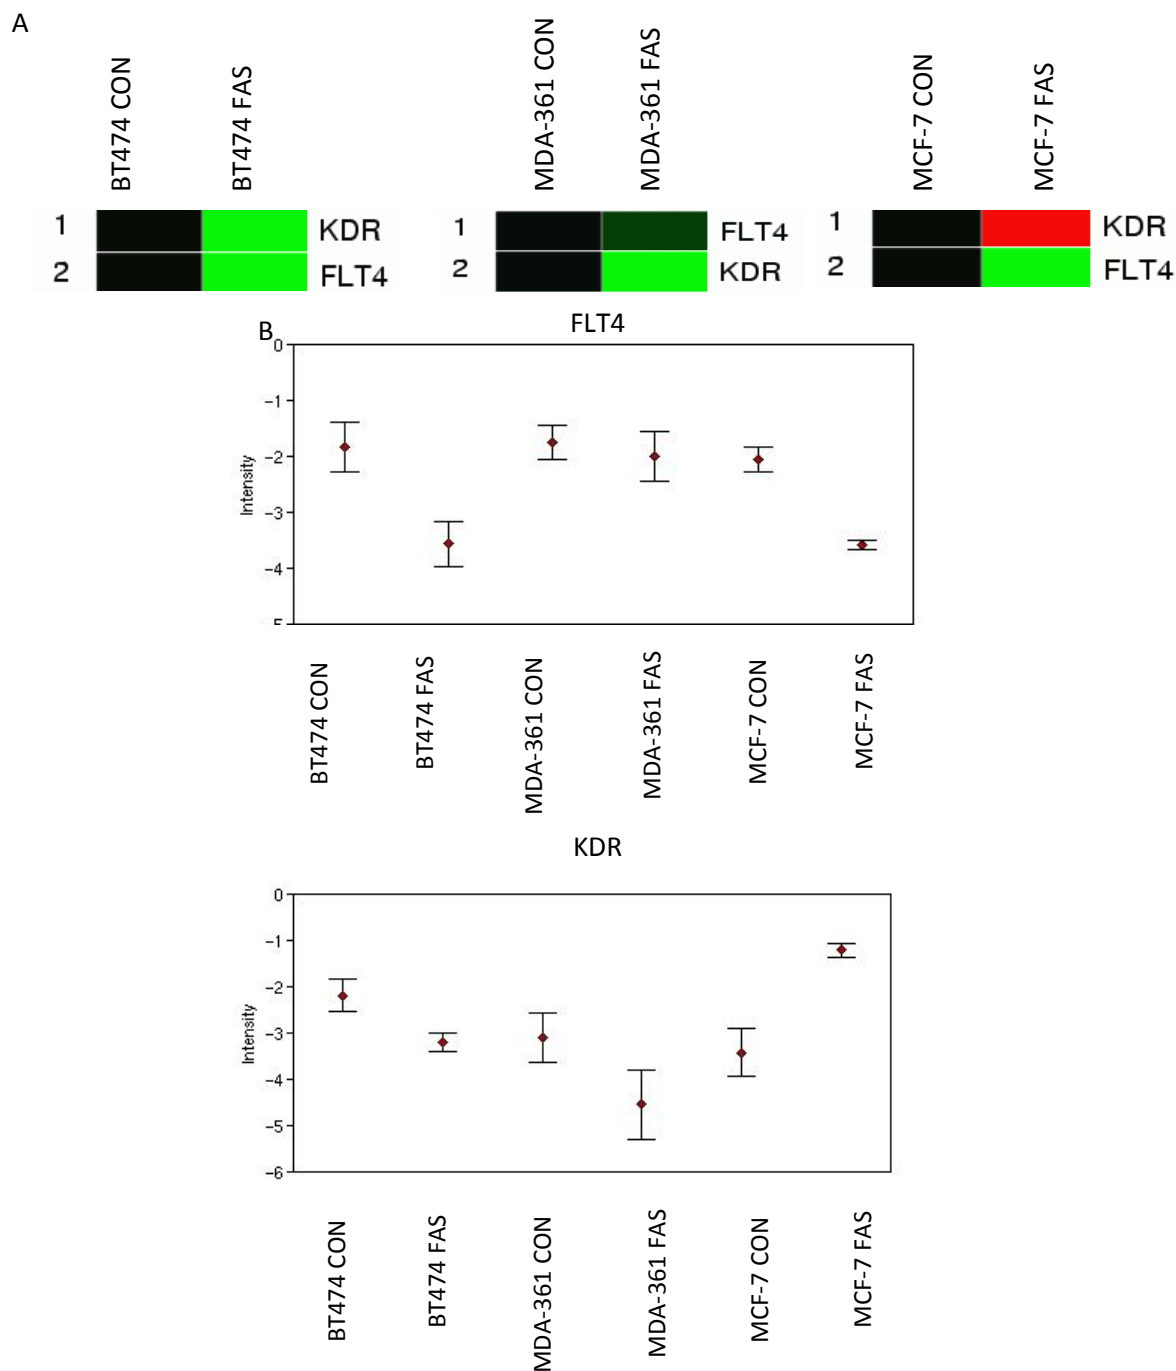 A
BT474 CON
BT474 FAS
MDA-361 CON
MDA-361 FAS
MCF-7 CON
MCF-7 FAS
1
KDR
2
FLT4
1
FLT4
2
KDR
1
KDR
2
FLT4
B
FLT4
0
-1
-2
-3
-4
Intensity
BT474 CON
BT474 FAS
MDA-361 CON
MDA-361 FAS
MCF-7 CON
MCF-7 FAS
KDR
0
-1
-2
-3
-4
-5
-6
Intensity
BT474 CON
BT474 FAS
MDA-361 CON
MDA-361 FAS
MCF-7 CON
MCF-7 FAS